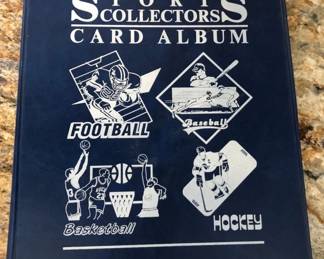 SPORTS
COLLECTORS
CARD ALBUM
FOOTBALL
Baseball
Basketball
HOCKEY